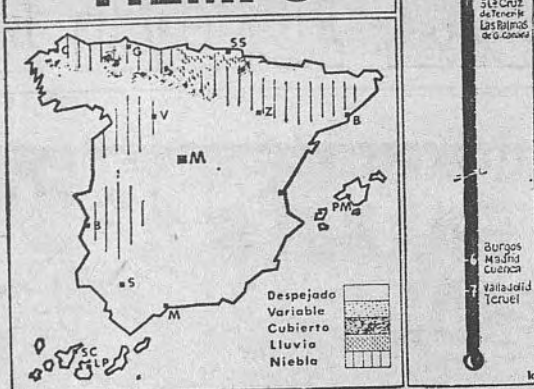 TIEMPO
C
G
SS
V
Z
B
M
PM
B
S
M
SC
LP
Despejado
Variable
Cubierto
Lluvia
Niebla
S.ta Cruz
de Tenerife
Las Palmas
de G. Canaria
6
Burgos
Madrid
Cuenca
7
Valladolid
Teruel